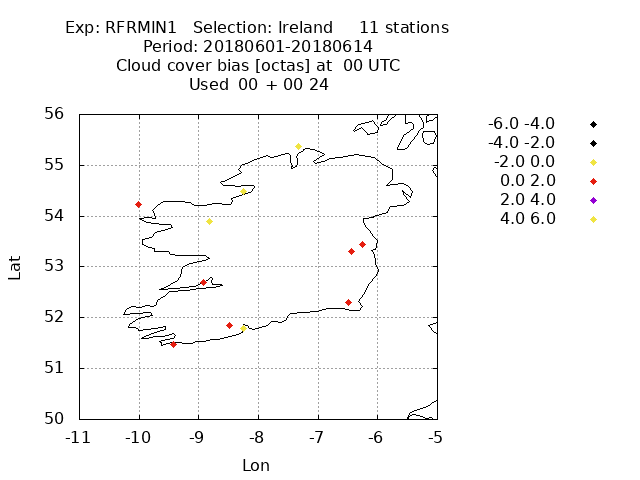 Exp: RFRMIN1 Selection: Ireland 11 stations
Period: 20180601-20180614
Cloud cover bias [octas] at 00 UTC
Used 00 + 00 24
-6.0 -4.0
-4.0 -2.0
-2.0 0.0
0.0 2.0
2.0 4.0
4.0 6.0
56
55
54
53
52
51
50
Lat
-11 -10 -9 -8 -7 -6 -5
Lon